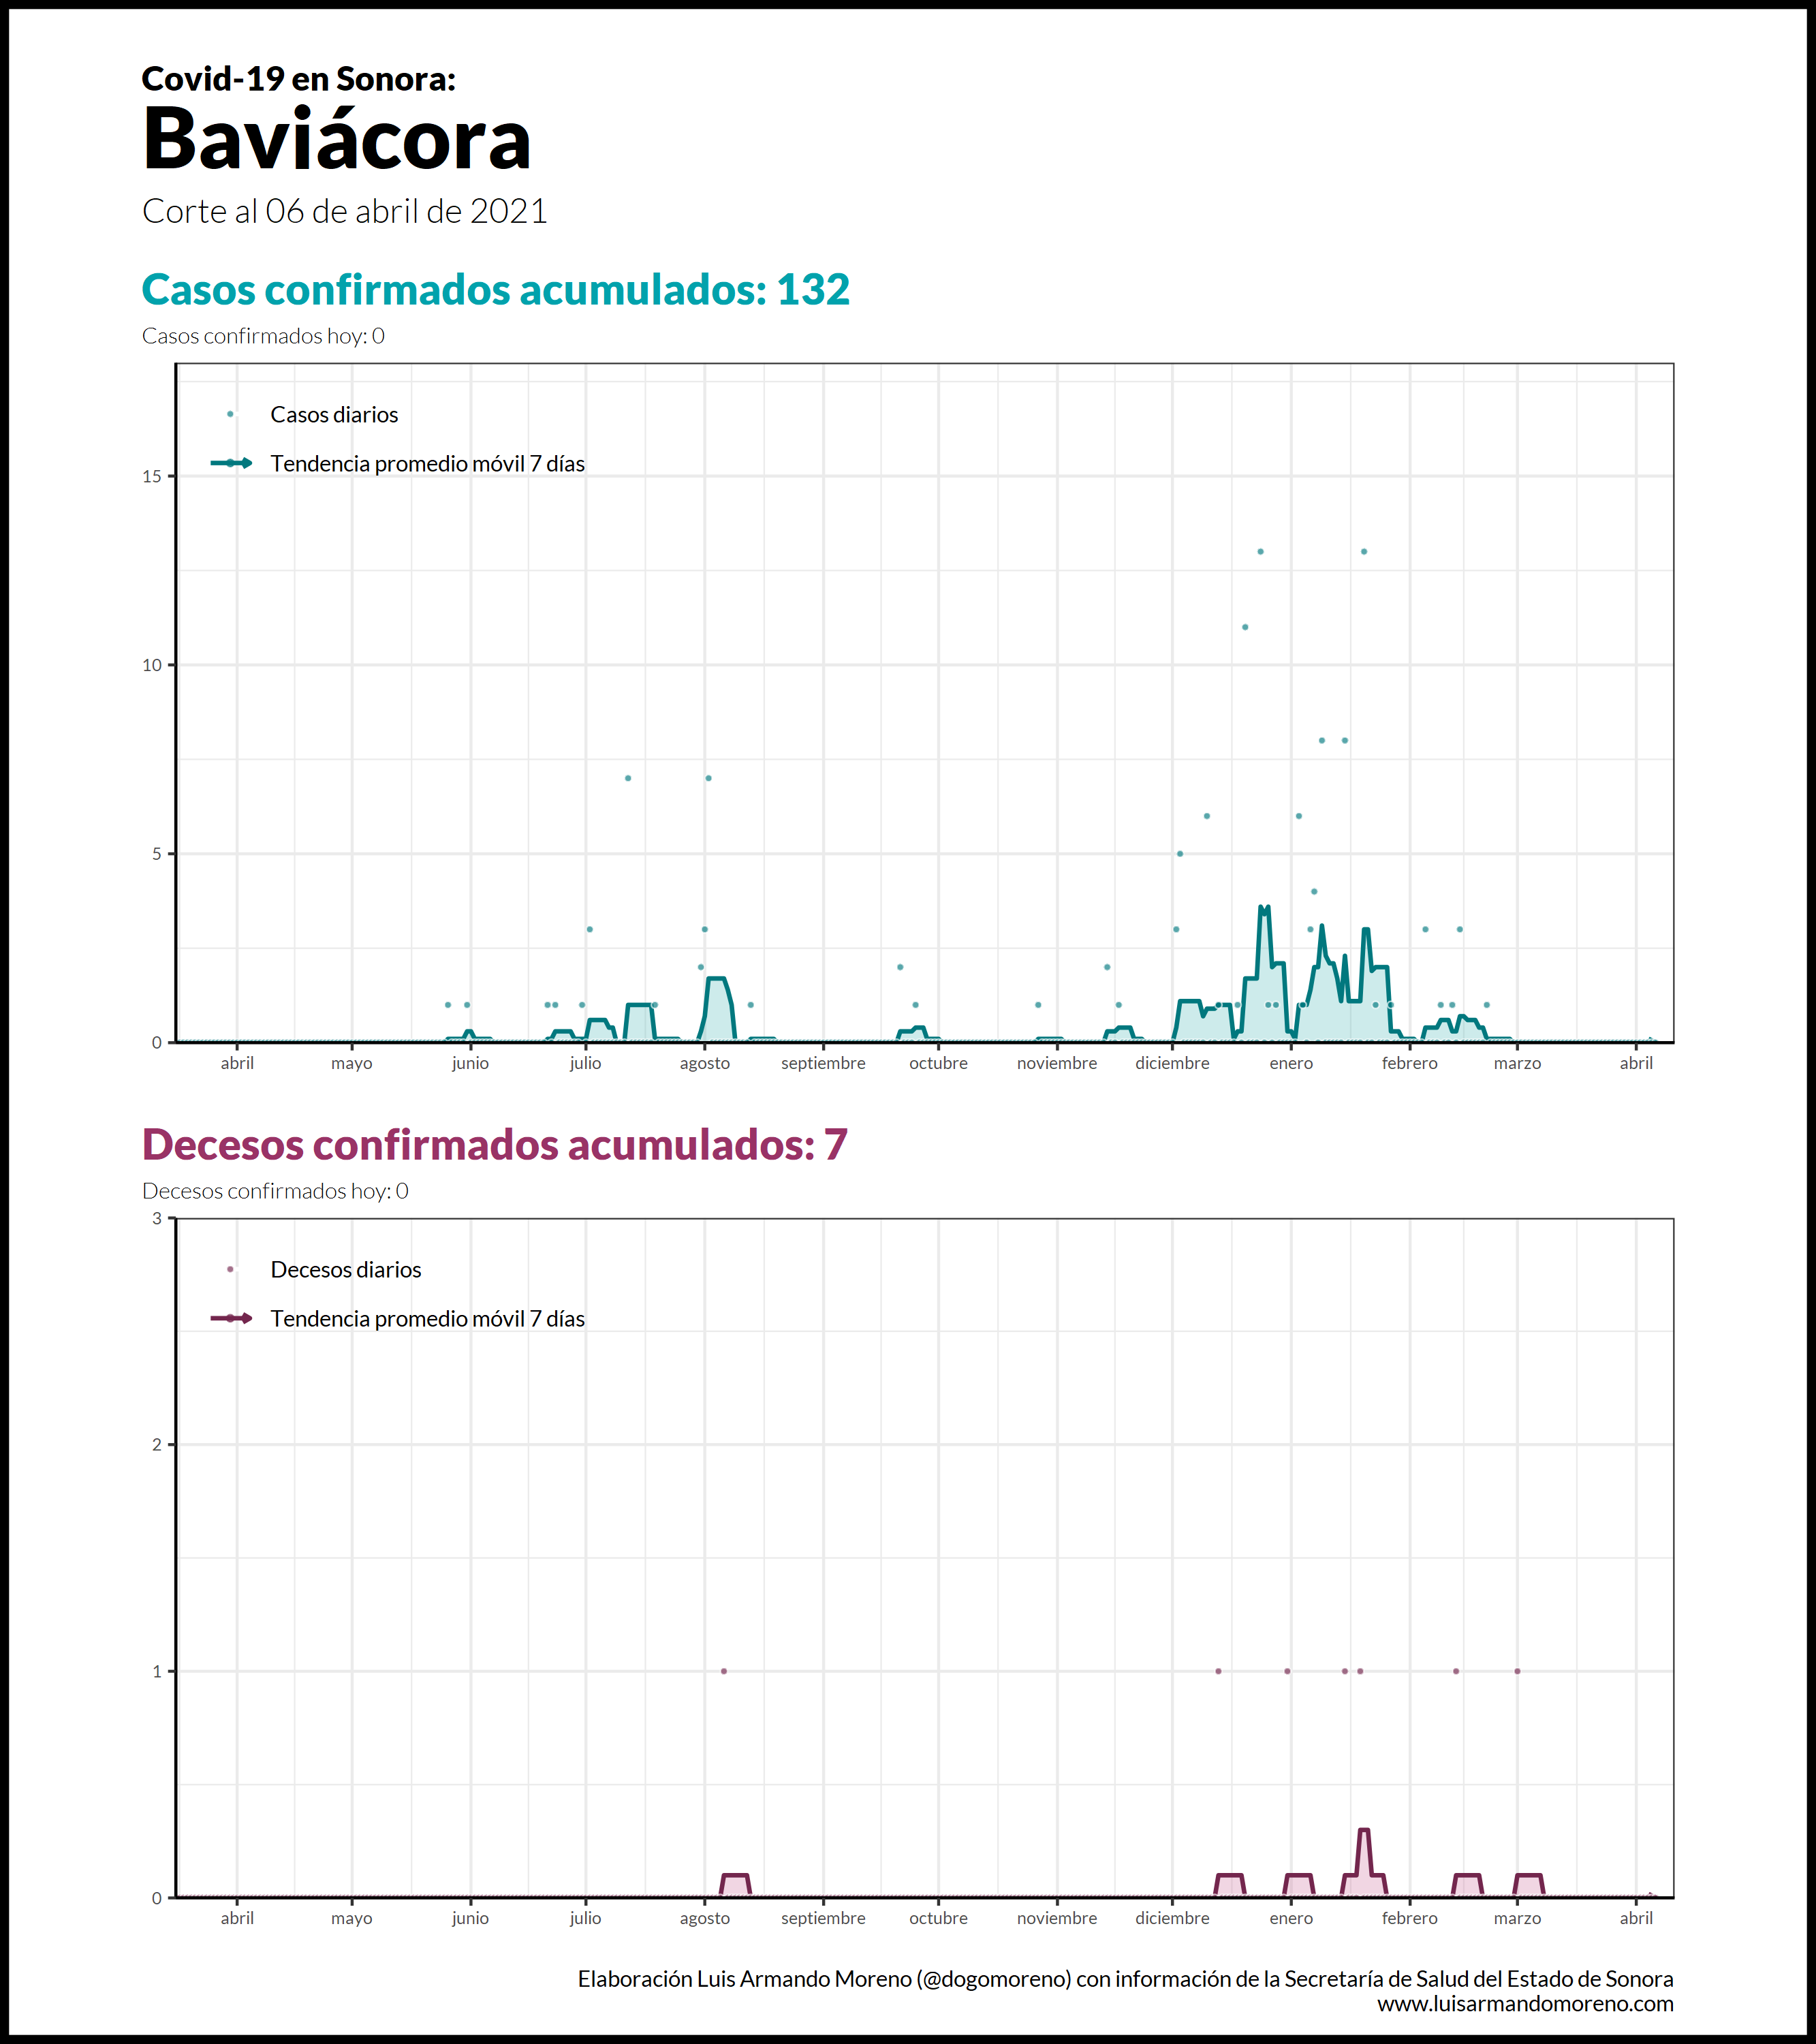 Covid-19 en Sonora:
Baviácora
Corte al 06 de abril de 2021
Casos confirmados acumulados: 132
Casos confirmados hoy: 0
Casos diarios
Tendencia promedio móvil 7 días
15
10
5
0
abril mayo junio julio agosto septiembre octubre noviembre diciembre enero febrero marzo abril
Decesos confirmados acumulados: 7
Decesos confirmados hoy: 0
3
Decesos diarios
Tendencia promedio móvil 7 días
2
1
0
abril mayo junio julio agosto septiembre octubre noviembre diciembre enero febrero marzo abril
Elaboración Luis Armando Moreno (@dogomoreno) con información de la Secretaría de Salud del Estado de Sonora
www.luisarmandomoreno.com